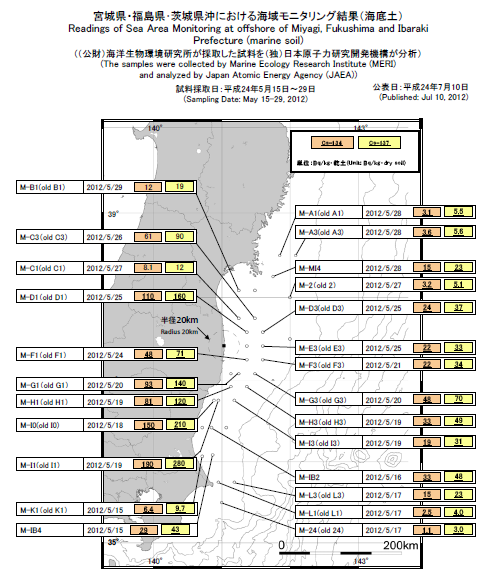 宮城県・福島県・茨城県沖における海域モニタリング結果（海底土）
Readings of Sea Area Monitoring at offshore of Miyagi, Fukushima and Ibaraki
Prefecture (marine soil)
((公財)海洋生物環境研究所が採取した試料を(独)日本原子力研究開発機構が分析)
(The samples were collected by Marine Ecology Research Institute (MERI)
and analyzed by Japan Atomic Energy Agency (JAEA))
試料採取日：平成24年5月15日～29日
(Sampling Date: May 15-29, 2012)
公表日：平成24年7月10日
(Published: Jul 10, 2012)
140° 143°
Cs-134 Cs-137
単位：Bq/kg・乾土(Unit: Bq/kg・dry soil)
M-B1(old B1) 2012/5/29 12 19
39°
M-A1(old A1) 2012/5/28 3.1 5.5
M-A3(old A3) 2012/5/28 3.6 5.6
M-C3(old C3) 2012/5/26 61 90
M-C1(old C1) 2012/5/27 8.1 12
M-MI4 2012/5/28 15 23
M-2(old 2) 2012/5/27 3.2 5.1
M-D1(old D1) 2012/5/25 110 160
M-D3(old D3) 2012/5/25 24 37
半径20km
Radius 20km
M-E3(old E3) 2012/5/25 22 33
M-F1(old F1) 2012/5/24 48 71
M-F3(old F3) 2012/5/21 22 34
M-G1(old G1) 2012/5/20 93 140
M-H1(old H1) 2012/5/19 81 120
M-G3(old G3) 2012/5/20 48 70
M-I0(old I0) 2012/5/18 150 210
M-H3(old H3) 2012/5/19 33 49
M-I3(old I3) 2012/5/19 19 31
M-I1(old I1) 2012/5/19 190 280
M-IB2 2012/5/16 33 48
M-L3(old L3) 2012/5/17 15 23
M-K1(old K1) 2012/5/15 6.4 9.7
M-L1(old L1) 2012/5/17 2.5 4.0
M-IB4 2012/5/15 29 43
M-24(old 24) 2012/5/17 1.1 3.0
35°
0 200km
140° 143°